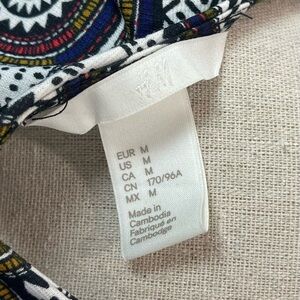 H&M
EUR M
US M
CA M
CN 170/96A
MX M
Made in
Cambodia
Fabriqué en
Cambodge